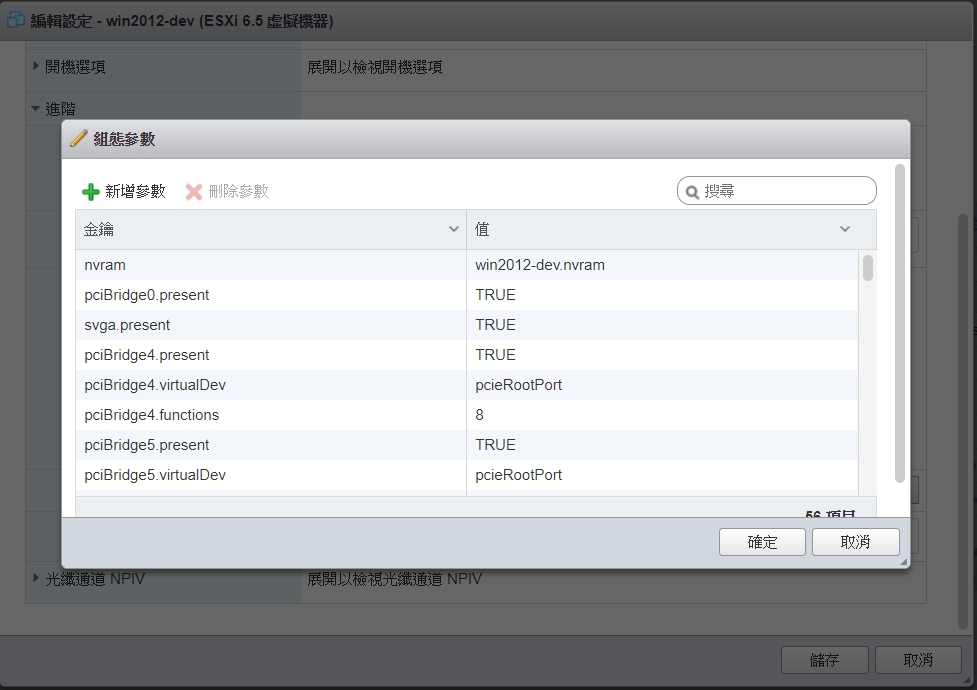 編輯設定 - win2012-dev (ESXi 6.5 虛擬機器)
開機選項 展開以檢視開機選項
進階
組態參數
新增參數 刪除參數 搜尋
金鑰 值
nvram win2012-dev.nvram
pciBridge0.present TRUE
svga.present TRUE
pciBridge4.present TRUE
pciBridge4.virtualDev pcieRootPort
pciBridge4.functions 8
pciBridge5.present TRUE
pciBridge5.virtualDev pcieRootPort
56 項目
確定 取消
光纖通道 NPIV 展開以檢視光纖通道 NPIV
儲存 取消